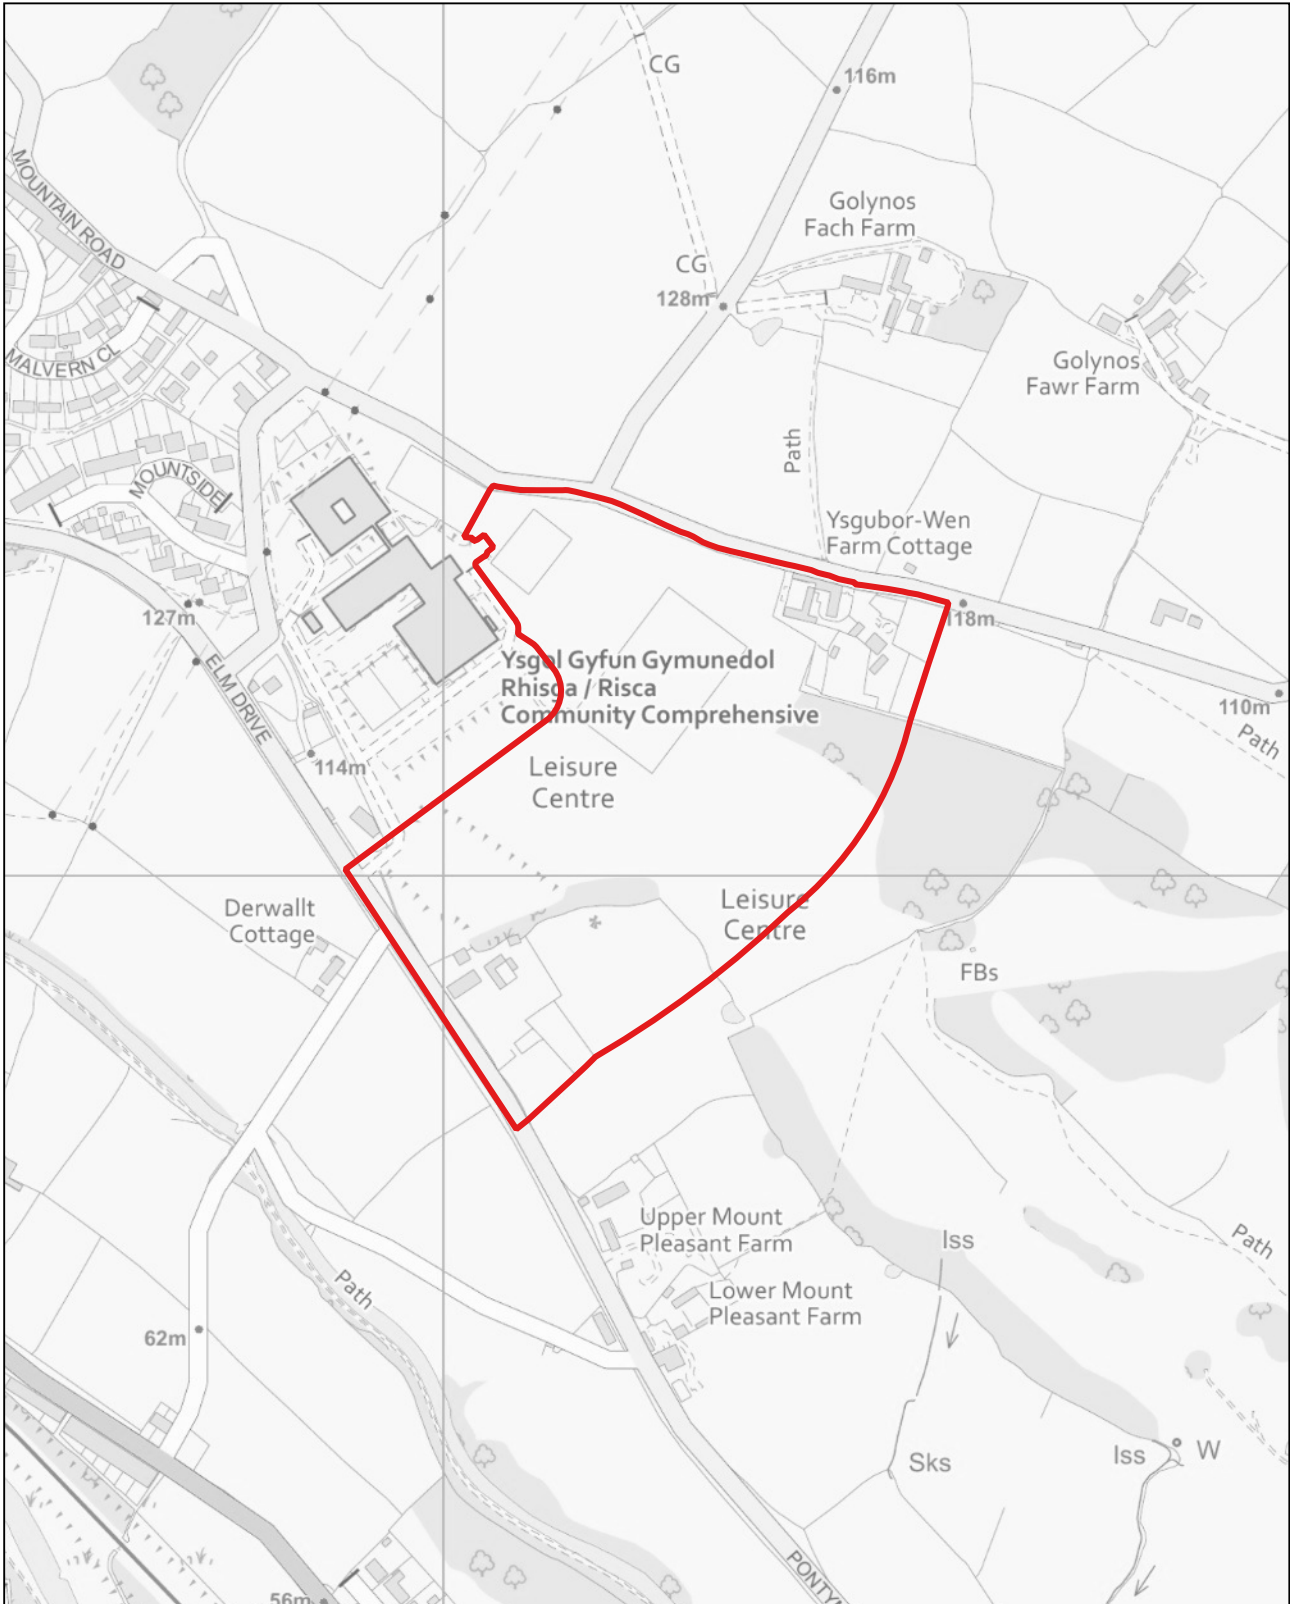 CG
116m
Golynos
Fach Farm
MOUNTAIN ROAD
CG
128m
Golynos
Fawr Farm
MALVERN CL
Path
MOUNTSIDE
Ysgubor-Wen
Farm Cottage
127m
118m
ELM DRIVE
Ysgol Gyfun Gymunedol
Rhisga / Risca
Community Comprehensive
110m
Path
114m
Leisure
Centre
Leisure
Centre
Derwallt
Cottage
FBs
Upper Mount
Pleasant Farm
Iss
Path
Path
Lower Mount
Pleasant Farm
62m
Iss
W
Sks
56m